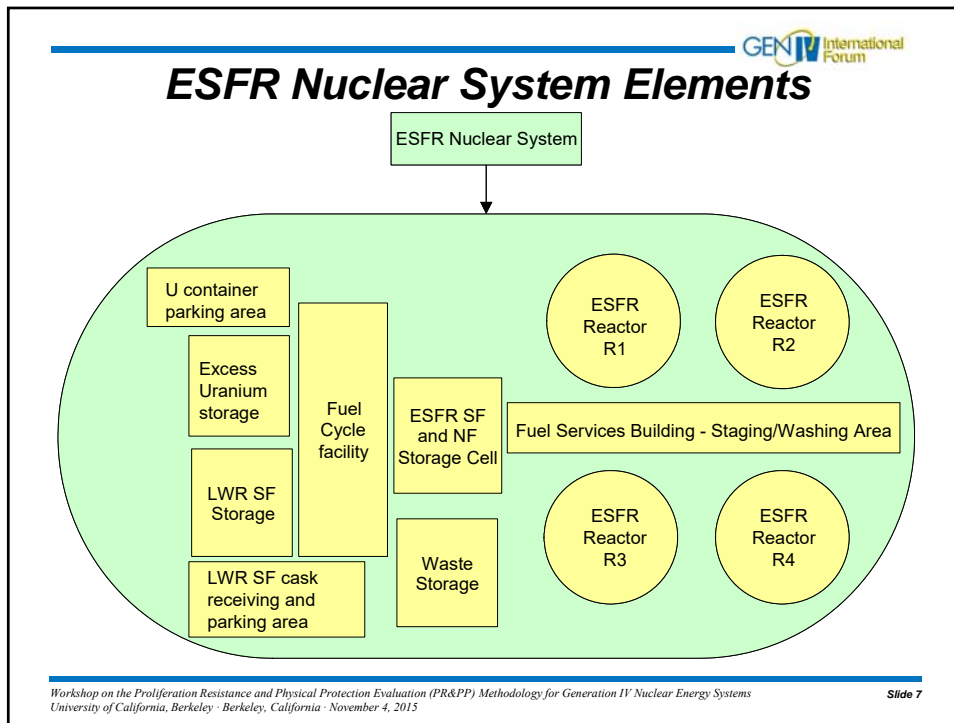 GEN IV International
Forum
ESFR Nuclear System Elements
ESFR Nuclear System
U container
parking area
Excess
Uranium
storage
LWR SF
Storage
LWR SF cask
receiving and
parking area
Fuel
Cycle
facility
ESFR SF
and NF
Storage Cell
Waste
Storage
ESFR
Reactor
R1
ESFR
Reactor
R2
Fuel Services Building - Staging/Washing Area
ESFR
Reactor
R3
ESFR
Reactor
R4
Workshop on the Proliferation Resistance and Physical Protection Evaluation (PR&PP) Methodology for Generation IV Nuclear Energy Systems
University of California, Berkeley · Berkeley, California · November 4, 2015
Slide 7